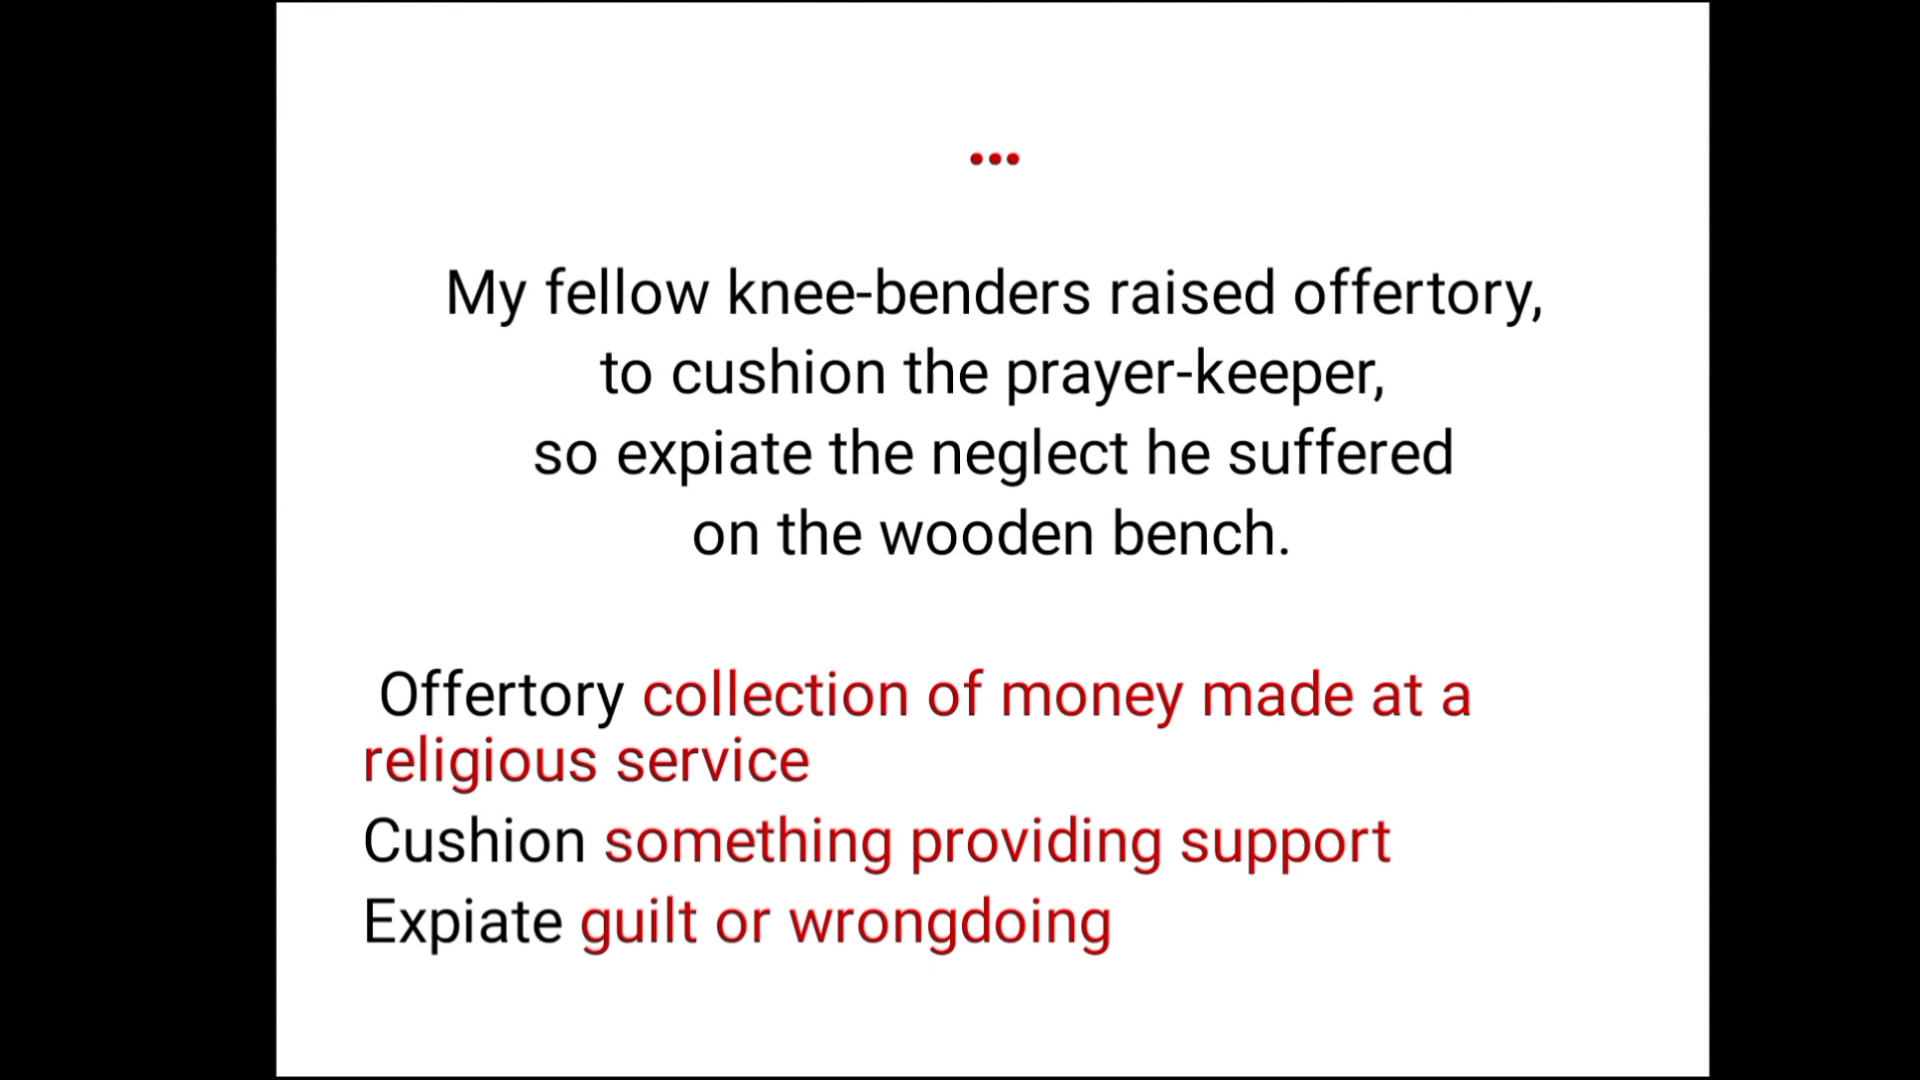 ...
My fellow knee-benders raised offertory,
to cushion the prayer-keeper,
so expiate the neglect he suffered
on the wooden bench.
Offertory collection of money made at a
religious service
Cushion something providing support
Expiate guilt or wrongdoing